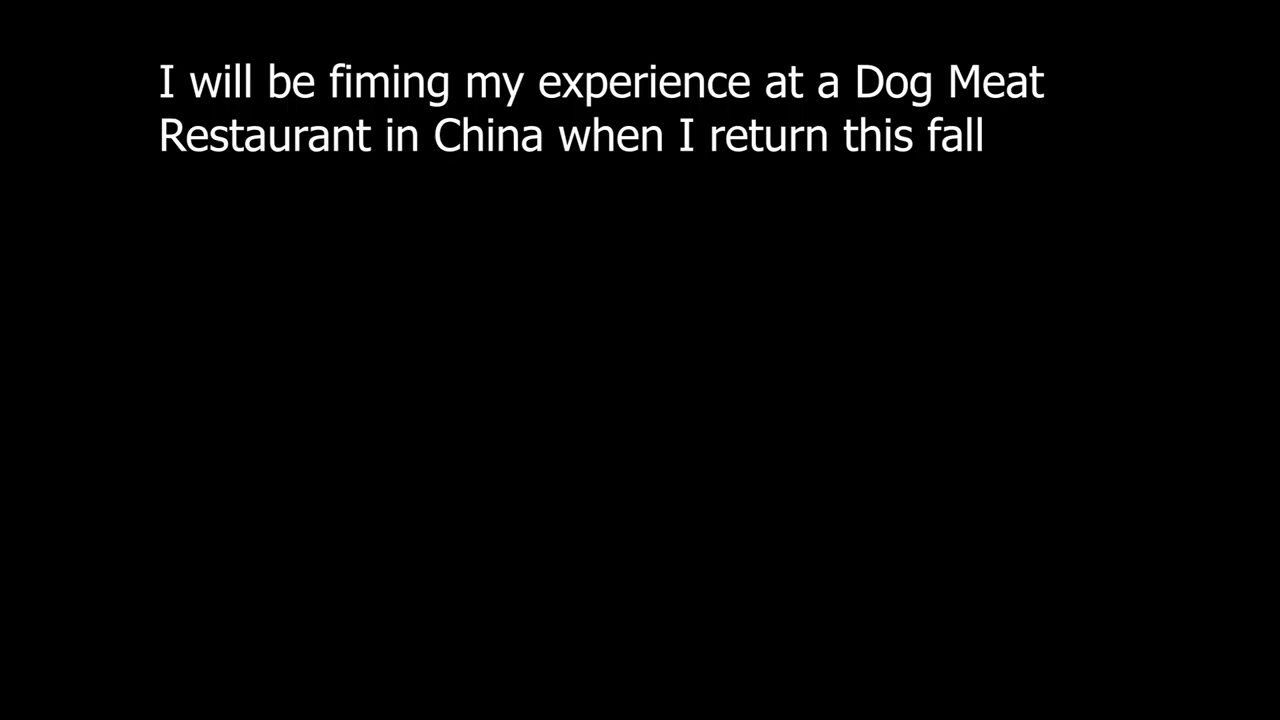 I will be fiming my experience at a Dog Meat
Restaurant in China when I return this fall